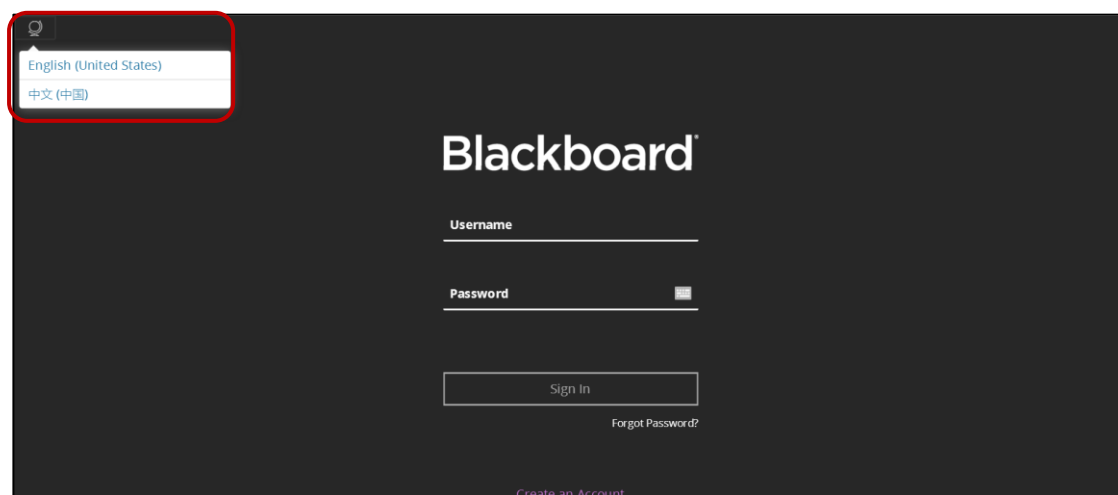 English (United States)
中文 (中国)
Blackboard
Username
Password
Sign In
Forgot Password?
Create an Account